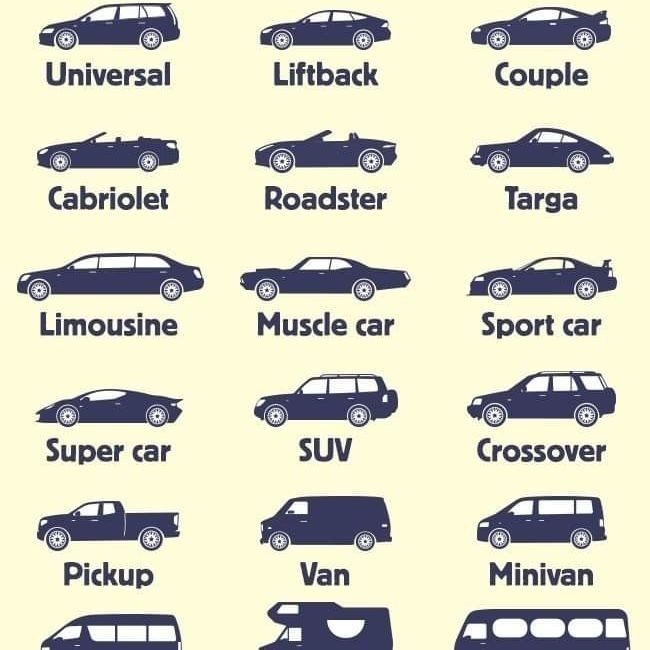 Universal
Liftback
Couple
Cabriolet
Roadster
Targa
Limousine
Muscle car
Sport car
Super car
SUV
Crossover
Pickup
Van
Minivan